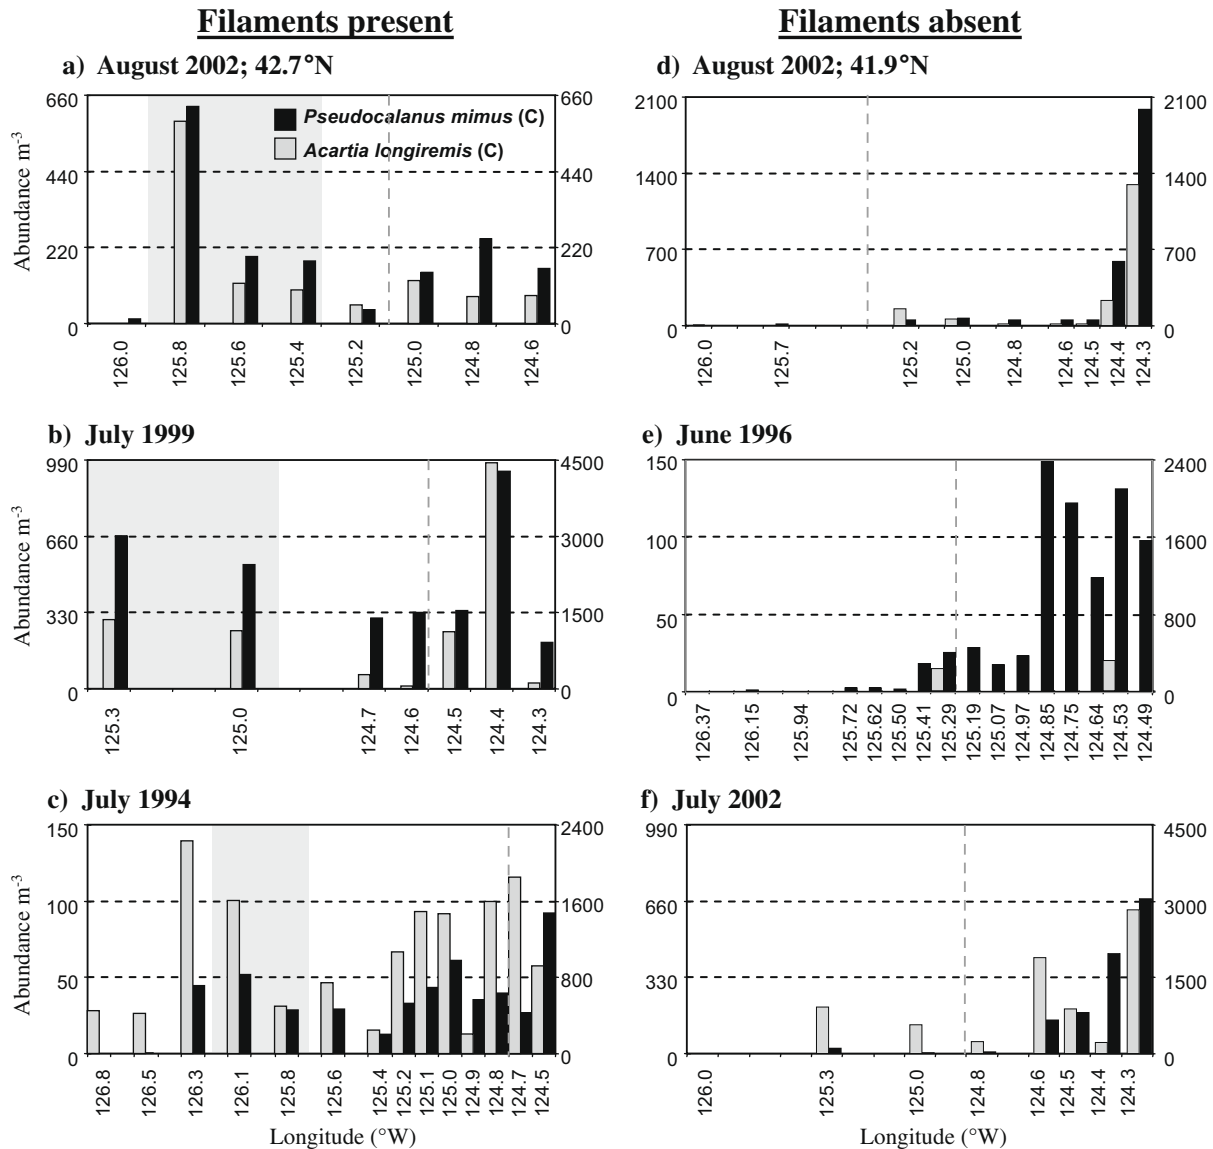 Filaments present
Filaments absent
a) August 2002; 42.7°N
660
440
220
0
Abundance m-3
Pseudocalanus mimus (C)
Acartia longiremis (C)
660
440
220
0
126.0 125.8 125.6 125.4 125.2 125.0 124.8 124.6
d) August 2002; 41.9°N
2100
1400
700
0
2100
1400
700
0
126.0 125.7 125.2 125.0 124.8 124.6 124.5 124.4 124.3
b) July 1999
990
660
330
0
Abundance m-3
4500
3000
1500
0
125.3 125.0 124.7 124.6 124.5 124.4 124.3
e) June 1996
150
100
50
0
2400
1600
800
0
126.37 126.15 125.94 125.72 125.62 125.50 125.41 125.29 125.19 125.07 124.97 124.85 124.75 124.64 124.53 124.49
c) July 1994
150
100
50
0
Abundance m-3
2400
1600
800
0
126.8 126.5 126.3 126.1 125.8 125.6 125.4 125.2 125.1 125.0 124.9 124.8 124.7 124.5
Longitude (°W)
f) July 2002
990
660
330
0
4500
3000
1500
0
126.0 125.3 125.0 124.8 124.6 124.5 124.4 124.3
Longitude (°W)